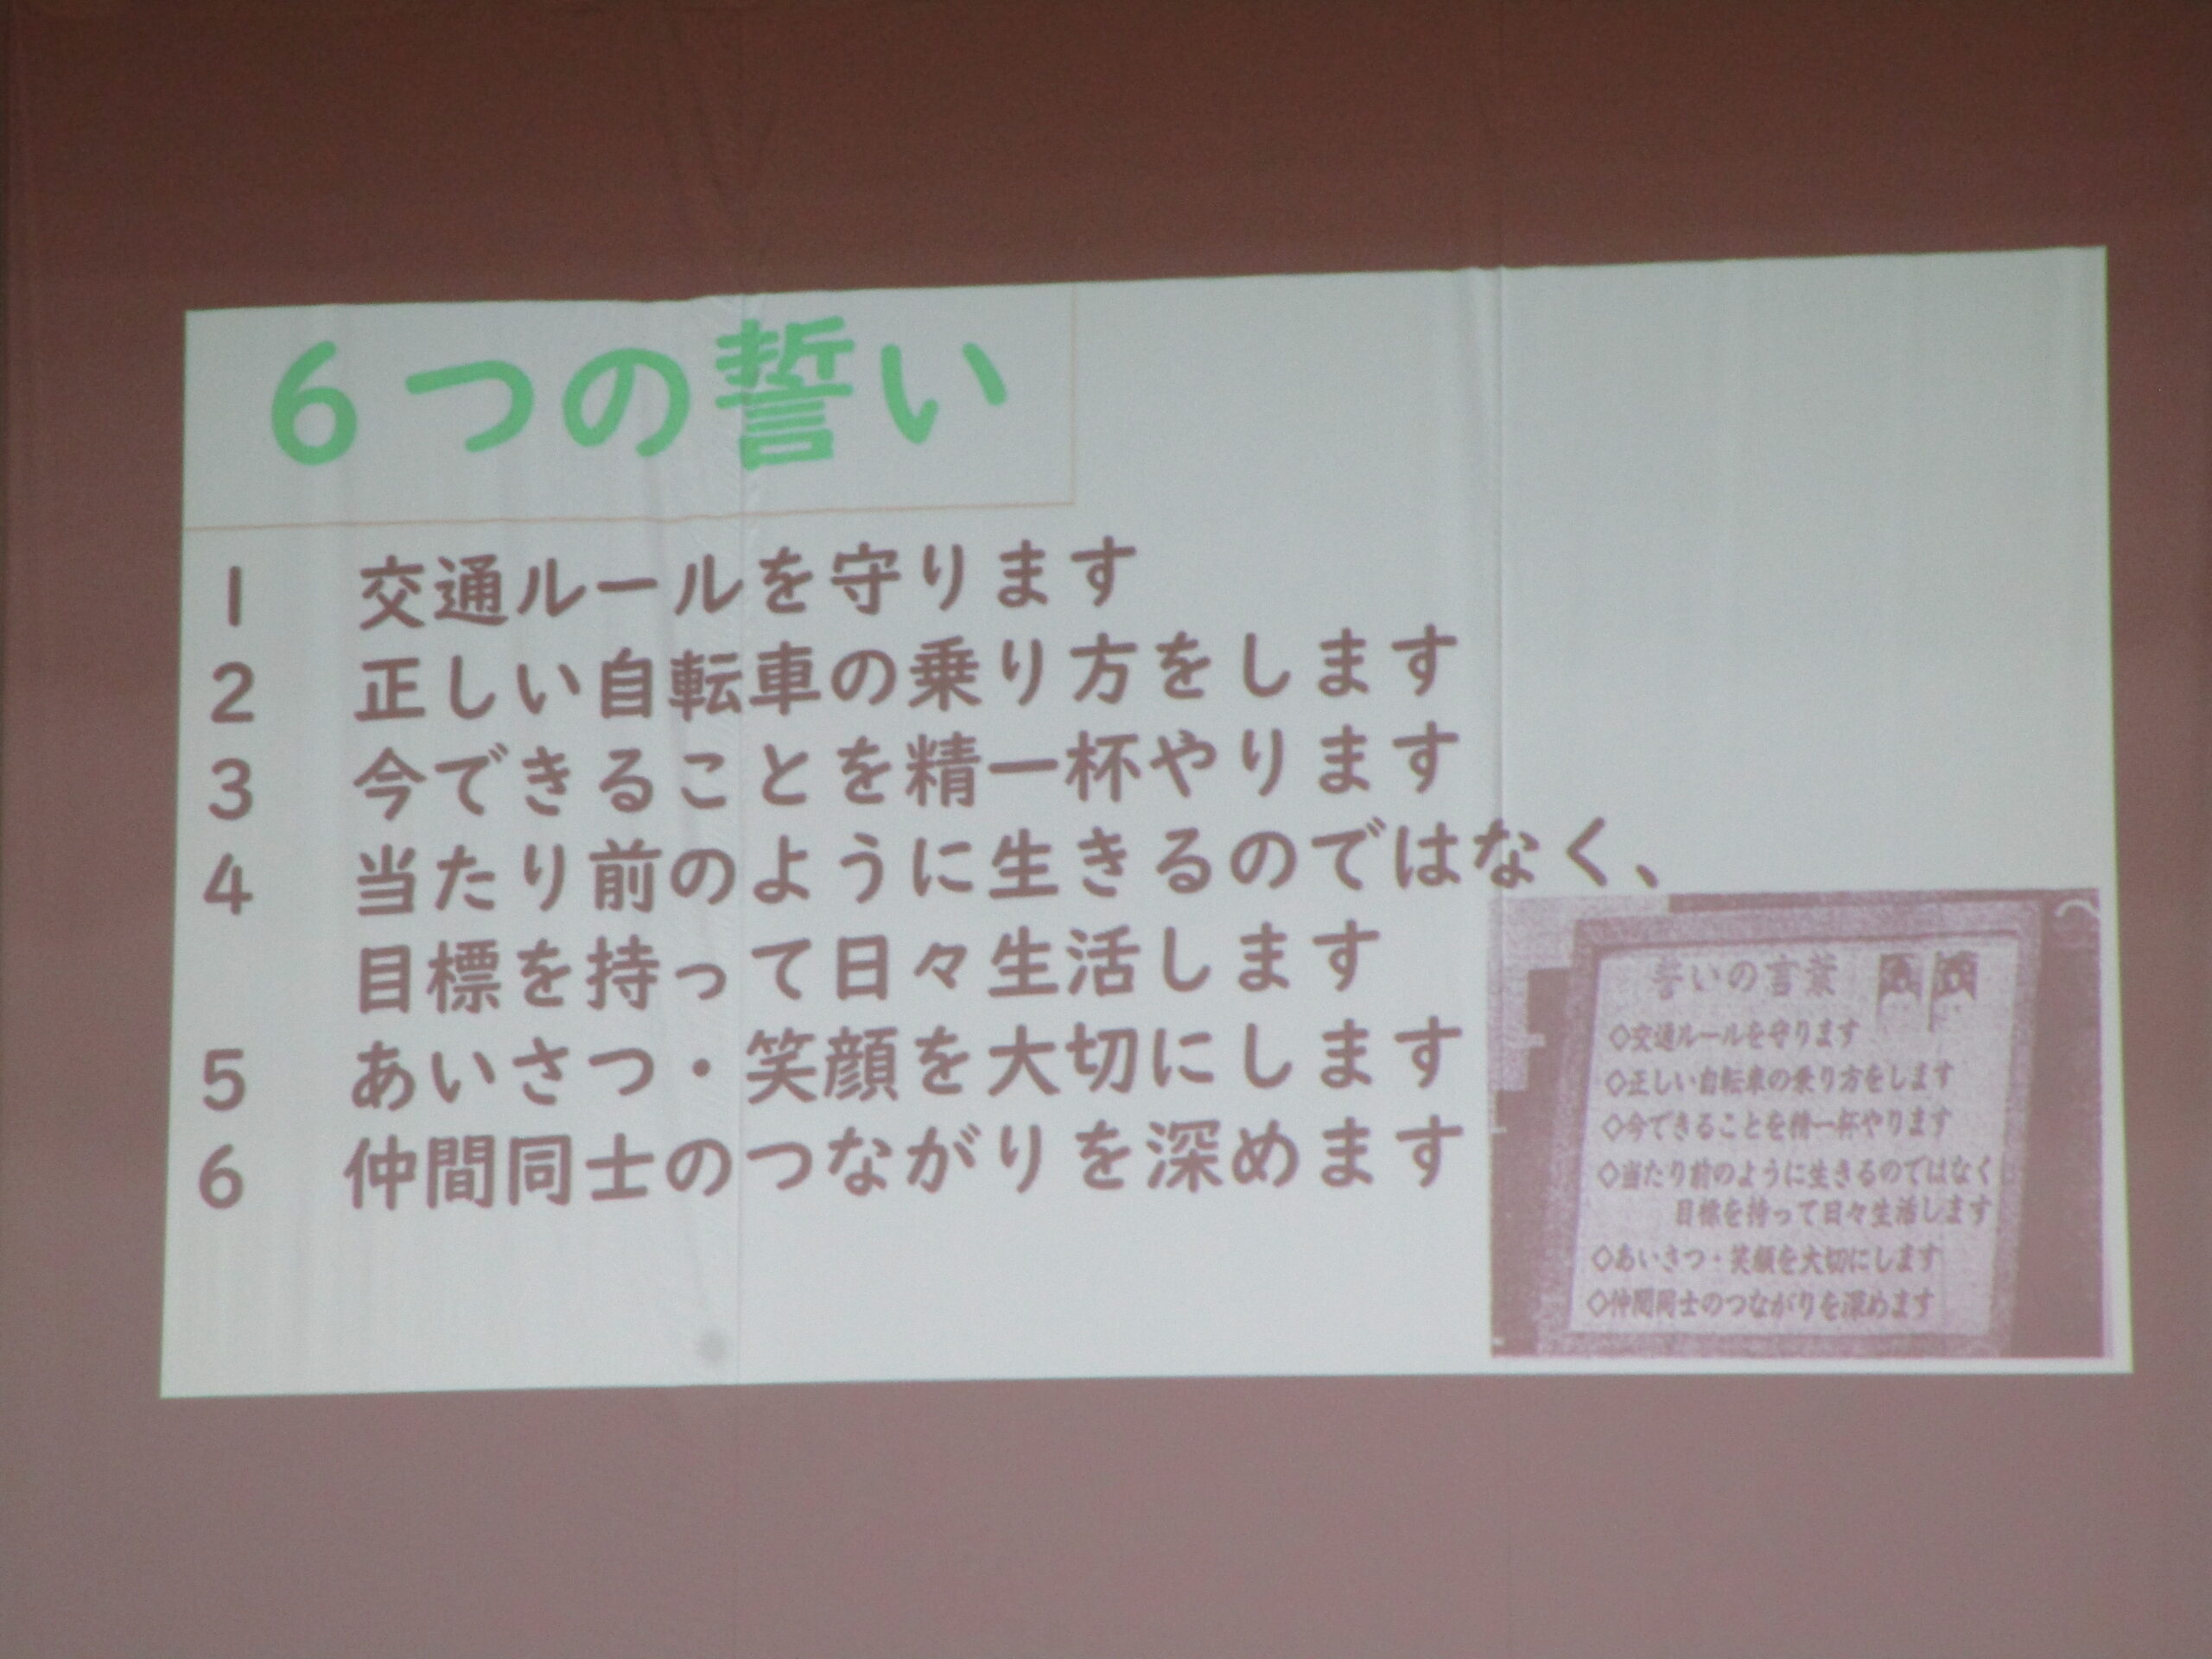 6つの誓い
1 交通ルールを守ります
2 正しい自転車の乗り方をします
3 今できることを精一杯やります
4 当たり前のように生きるのではなく、
目標を持って日々生活します
5 あいさつ・笑顔を大切にします
6 仲間同士のつながりを深めます
誓いの言葉
◇交通ルールを守ります
◇正しい自転車の乗り方をします
◇今できることを精一杯やります
◇当たり前のように生きるのではなく
目標を持って日々生活します
◇あいさつ・笑顔を大切にします
◇仲間同士のつながりを深めます